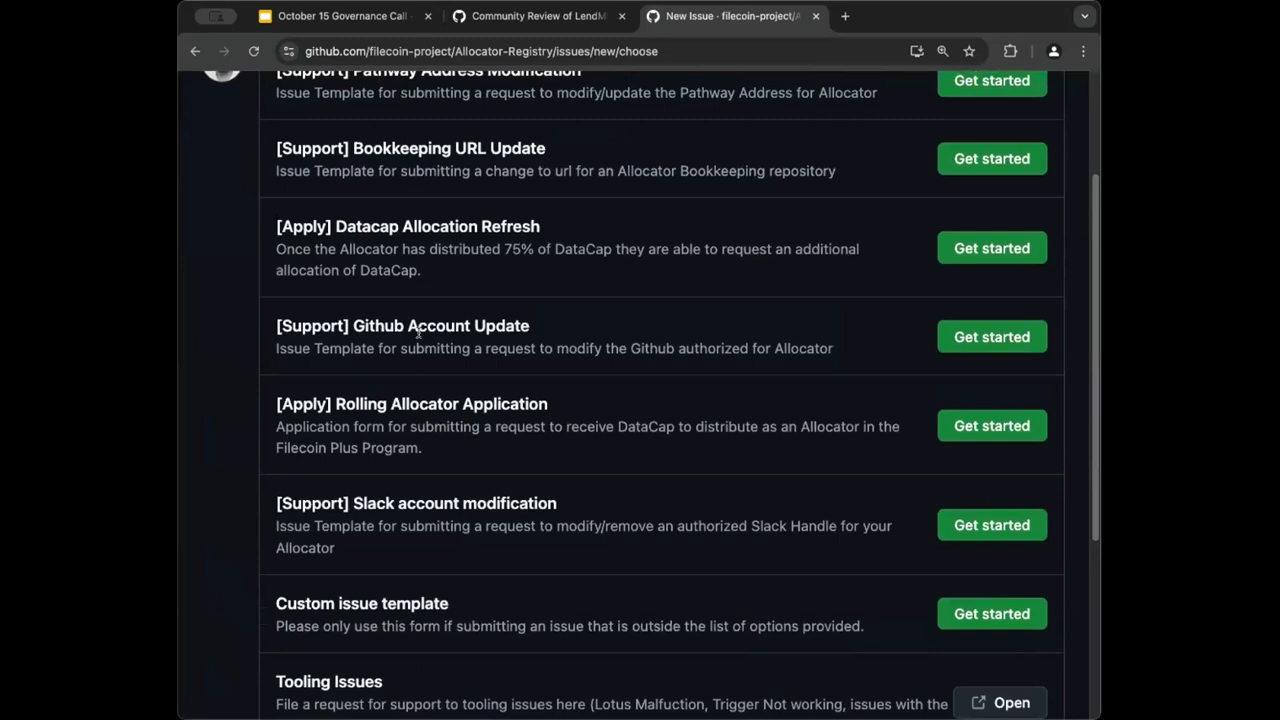 October 15 Governance Call
Community Review of LendM
New Issue · filecoin-project/A
github.com/filecoin-project/Allocator-Registry/issues/new/choose
[Support] Pathway Address Modification
Issue Template for submitting a request to modify/update the Pathway Address for Allocator
Get started
[Support] Bookkeeping URL Update
Issue Template for submitting a change to url for an Allocator Bookkeeping repository
Get started
[Apply] Datacap Allocation Refresh
Once the Allocator has distributed 75% of DataCap they are able to request an additional
allocation of DataCap.
Get started
[Support] Github Account Update
Issue Template for submitting a request to modify the Github authorized for Allocator
Get started
[Apply] Rolling Allocator Application
Application form for submitting a request to receive DataCap to distribute as an Allocator in the
Filecoin Plus Program.
Get started
[Support] Slack account modification
Issue Template for submitting a request to modify/remove an authorized Slack Handle for your
Allocator
Get started
Custom issue template
Please only use this form if submitting an issue that is outside the list of options provided.
Get started
Tooling Issues
File a request for support to tooling issues here (Lotus Malfuction, Trigger Not working, issues with the
Open